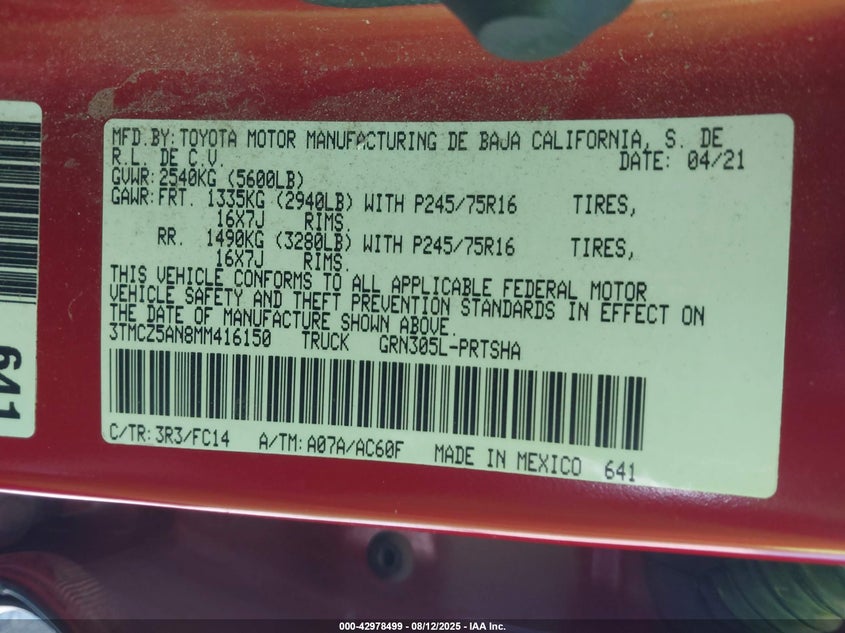 MFD.BY:TOYOTA MOTOR MANUFACTURING DE BAJA CALIFORNIA, S. DE
R.L. DE C.V. DATE: 04/21
GVWR:2540KG (5600LB)
GAWR:FRT. 1335KG (2940LB) WITH P245/75R16 TIRES,
16X7J RIMS.
RR. 1490KG (3280LB) WITH P245/75R16 TIRES,
16X7J RIMS.
THIS VEHICLE CONFORMS TO ALL APPLICABLE FEDERAL MOTOR
VEHICLE SAFETY AND THEFT PREVENTION STANDARDS IN EFFECT ON
THE DATE OF MANUFACTURE SHOWN ABOVE.
3TMCZ5AN8MM416150 TRUCK GRN305L-PRTSHA
C/TR:3R3/FC14 A/TM:A07A/AC60F MADE IN MEXICO 641
641
000-42978499 - 08/12/2025 - IAA Inc.